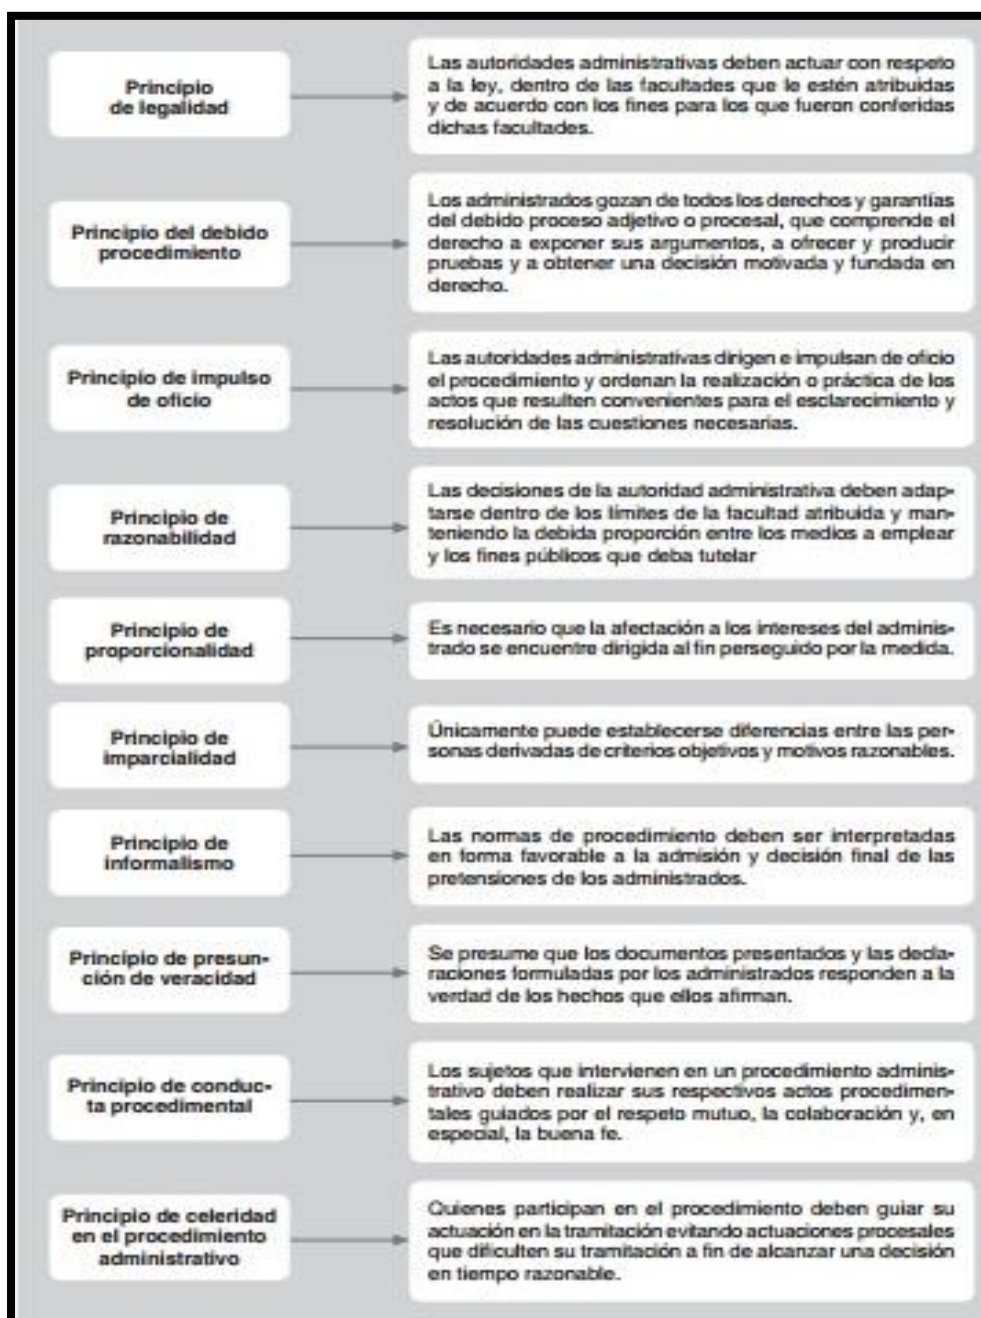 Principio
de legalidad
Las autoridades administrativas deben actuar con respeto
a la ley, dentro de las facultades que le estén atribuidas
y de acuerdo con los fines para los que fueron conferidas
dichas facultades.
Principio del debido
procedimiento
Los administrados gozan de todos los derechos y garantías
del debido proceso adjetivo o procesal, que comprende el
derecho a exponer sus argumentos, a ofrecer y producir
pruebas y a obtener una decisión motivada y fundada en
derecho.
Principio de impulso
de oficio
Las autoridades administrativas dirigen e impulsan de oficio
el procedimiento y ordenan la realización o práctica de los
actos que resulten convenientes para el esclarecimiento y
resolución de las cuestiones necesarias.
Principio de
razonabilidad
Las decisiones de la autoridad administrativa deben adap-
tarse dentro de los límites de la facultad atribuida y man-
teniendo la debida proporción entre los medios a emplear
y los fines públicos que deba tutelar
Principio de
proporcionalidad
Es necesario que la afectación a los intereses del adminis-
trado se encuentre dirigida al fin perseguido por la medida.
Principio de
imparcialidad
Únicamente puede establecerse diferencias entre las per-
sonas derivadas de criterios objetivos y motivos razonables.
Principio de
informalismo
Las normas de procedimiento deben ser interpretadas
en forma favorable a la admisión y decisión final de las
pretensiones de los administrados.
Principio de presun-
ción de veracidad
Se presume que los documentos presentados y las decla-
raciones formuladas por los administrados responden a la
verdad de los hechos que ellos afirman.
Principio de conduc-
ta procedimental
Los sujetos que intervienen en un procedimiento adminis-
trativo deben realizar sus respectivos actos procedimen-
tales guiados por el respeto mutuo, la colaboración y, en
especial, la buena fe.
Principio de celeridad
en el procedimiento
administrativo
Quienes participan en el procedimiento deben guiar su
actuación en la tramitación evitando actuaciones procesales
que dificulten su tramitación a fin de alcanzar una decisión
en tiempo razonable.